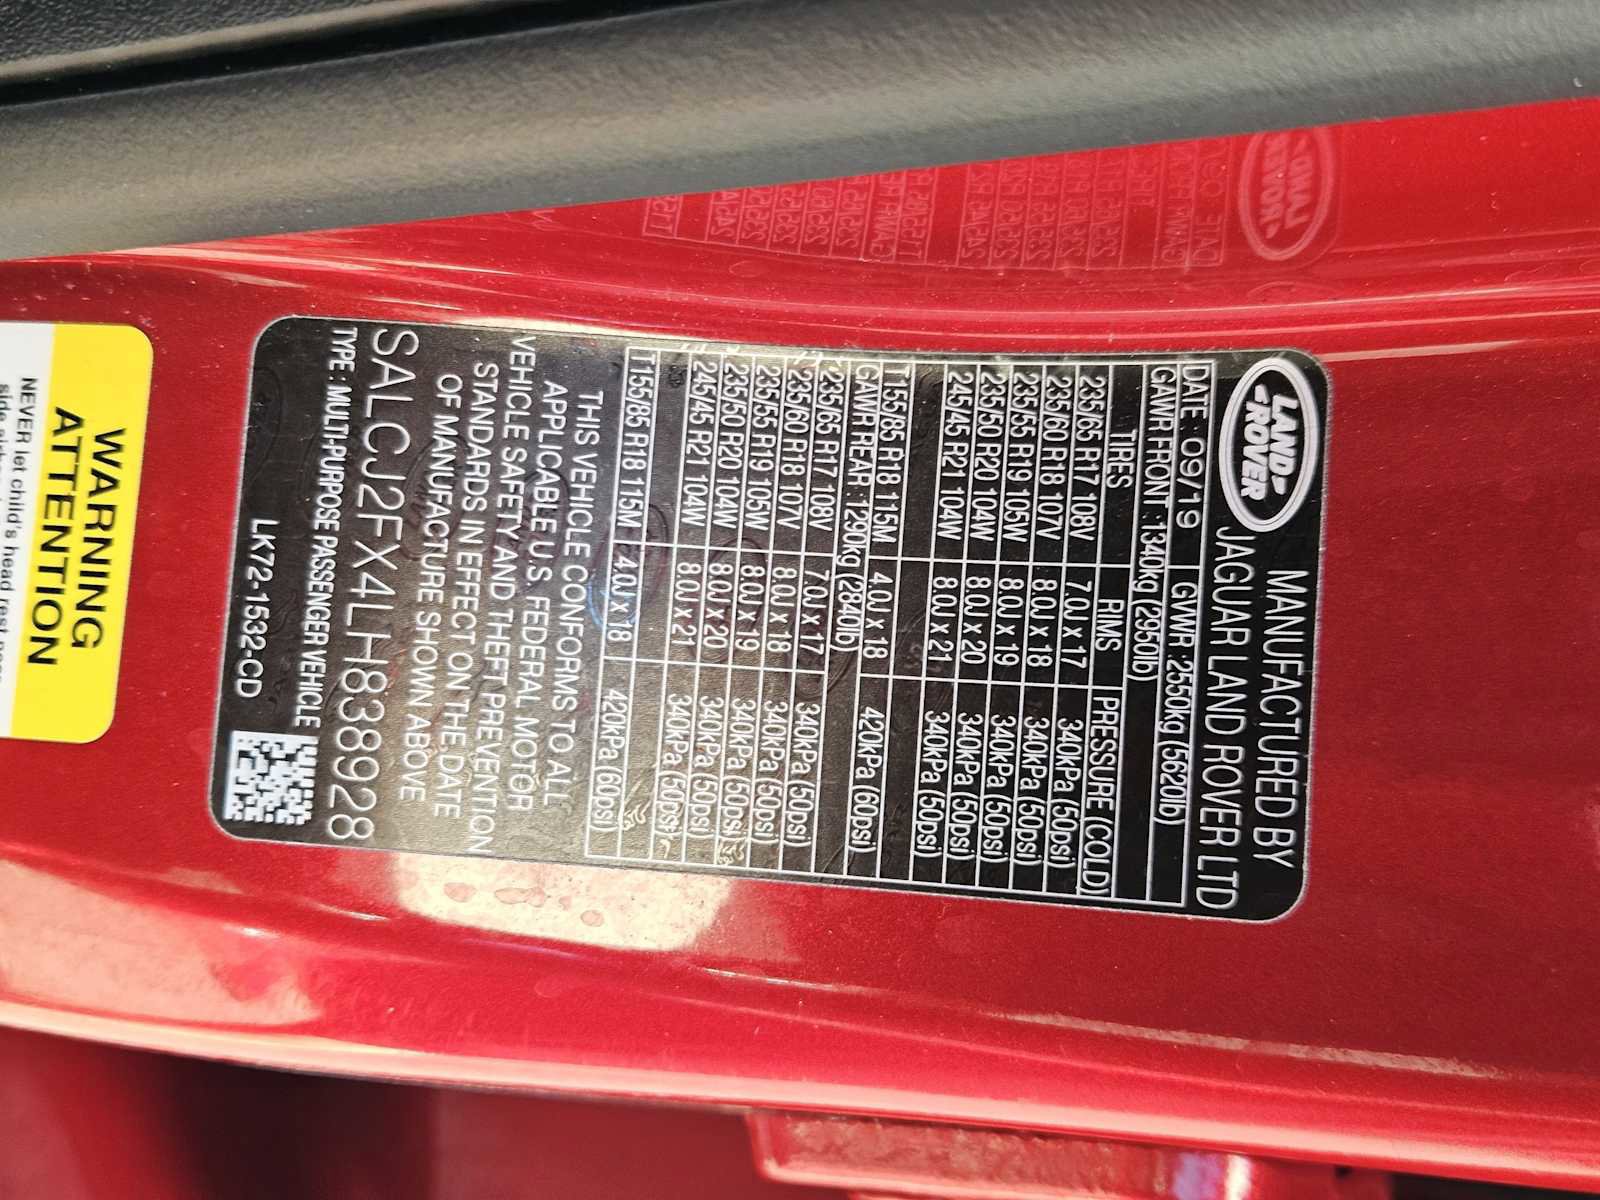 LAND
ROVER
MANUFACTURED BY
JAGUAR LAND ROVER LTD
DATE: 09/19 GVWR: 2550kg (5620lb)
GAWR FRONT: 1340kg (2950lb)
TIRES RIMS PRESSURE (COLD)
235/65 R17 108V 7.0J x 17 340kPa (50psi)
235/60 R18 107V 8.0J x 18 340kPa (50psi)
235/55 R19 105W 8.0J x 19 340kPa (50psi)
235/50 R20 104W 8.0J x 20 340kPa (50psi)
245/45 R21 104W 8.0J x 21 340kPa (50psi)
T155/85 R18 115M 4.0J x 18 420kPa (60psi)
GAWR REAR: 1290kg (2840lb)
235/65 R17 108V 7.0J x 17 340kPa (50psi)
235/60 R18 107V 8.0J x 18 340kPa (50psi)
235/55 R19 105W 8.0J x 19 340kPa (50psi)
235/50 R20 104W 8.0J x 20 340kPa (50psi)
245/45 R21 104W 8.0J x 21 340kPa (50psi)
T155/85 R18 115M 4.0J x 18 420kPa (60psi)
THIS VEHICLE CONFORMS TO ALL
APPLICABLE U.S. FEDERAL MOTOR
VEHICLE SAFETY AND THEFT PREVENTION
STANDARDS IN EFFECT ON THE DATE
OF MANUFACTURE SHOWN ABOVE
SALCJ2FX4LH838928
TYPE: MULTI-PURPOSE PASSENGER VEHICLE
LK72-1532-CD
WARNING
ATTENTION
NEVER let child's head rest near